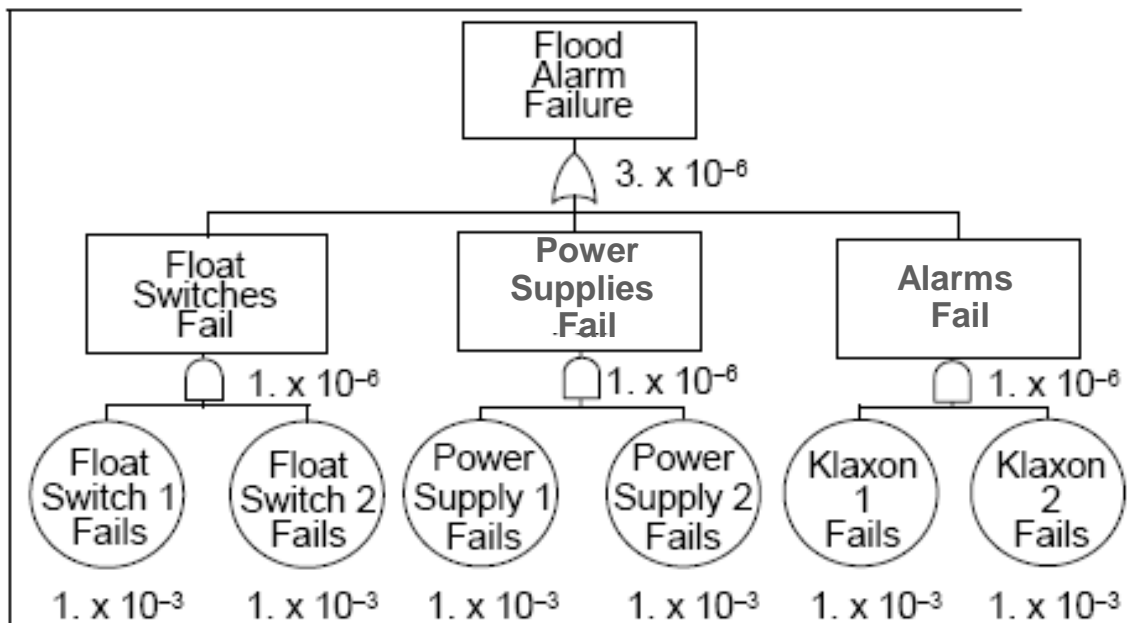 Flood
Alarm
Failure
3. x 10⁻⁶
Float
Switches
Fail
Power
Supplies
Fail
Alarms
Fail
1. x 10⁻⁶
1. x 10⁻⁶
1. x 10⁻⁶
Float
Switch 1
Fails
Float
Switch 2
Fails
Power
Supply 1
Fails
Power
Supply 2
Fails
Klaxon
1
Fails
Klaxon
2
Fails
1. x 10⁻³
1. x 10⁻³
1. x 10⁻³
1. x 10⁻³
1. x 10⁻³
1. x 10⁻³